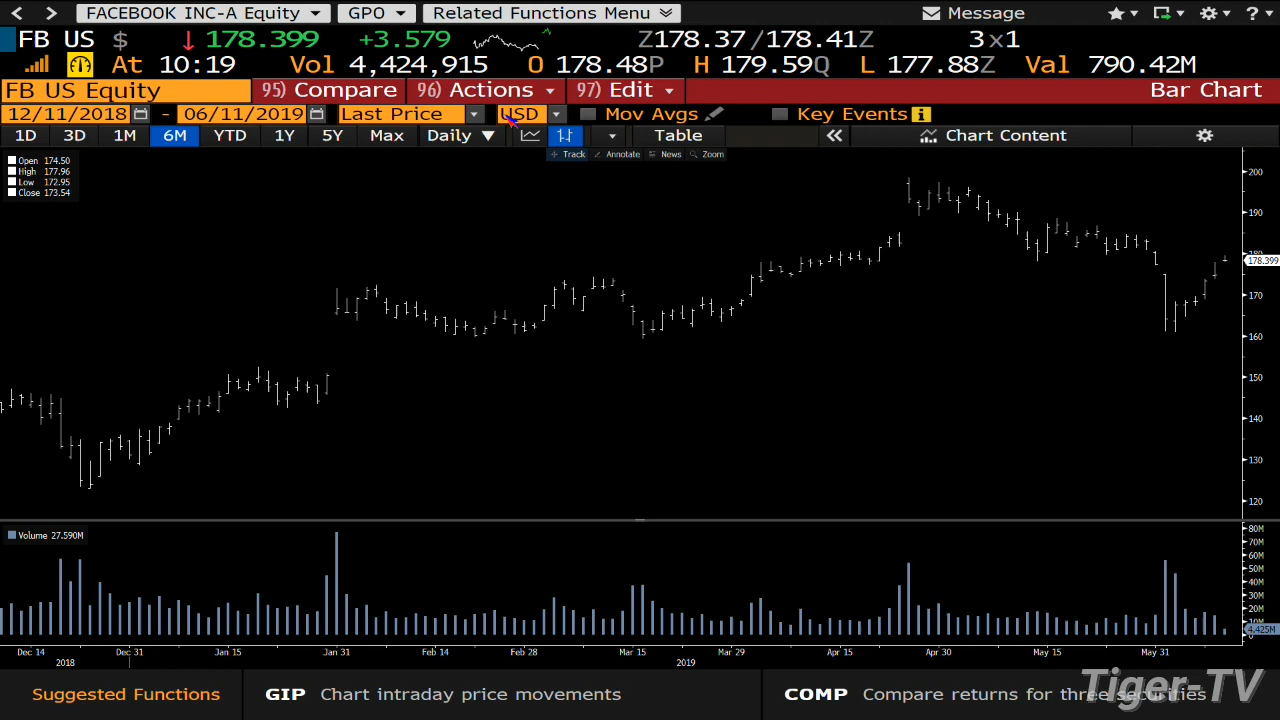 FACEBOOK INC-A Equity GPO Related Functions Menu Message ?
FB US $ 178.399 +3.579 Z178.37/178.41Z 3x1
At 10:19 Vol 4,424,915 O 178.48P H 179.59Q L 177.88Z Val 790.42M
FB US Equity 95) Compare 96) Actions 97) Edit Bar Chart
12/11/2018 - 06/11/2019 Last Price USD Mov Avgs Key Events i
1D 3D 1M 6M YTD 1Y 5Y Max Daily Table Chart Content
Track Annotate News Zoom
Open 174.50
High 177.96
Low 172.95
Close 173.54
200
190
180
178.399
170
160
150
140
130
120
Volume 27.590M
80M
70M
60M
50M
40M
30M
20M
10M
4.425M
0
Dec 14 Dec 31 Jan 15 Jan 31 Feb 14 Feb 28 Mar 15 Mar 29 Apr 15 Apr 30 May 15 May 31
2018 2019
Suggested Functions GIP Chart intraday price movements COMP Compare returns for three securities
Tiger-TV